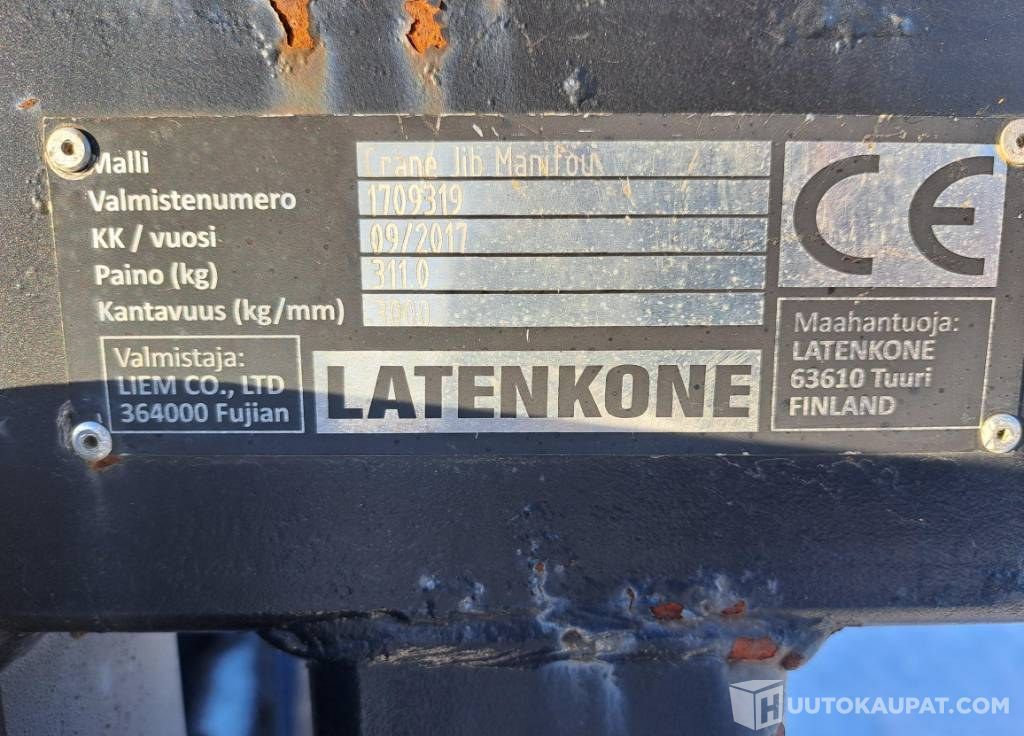 Malli Crane Jib Manitou
Valmistenumero 1709319
KK / vuosi 09/2017
Paino (kg) 311.0
Kantavuus (kg/mm) 3000
CE
Valmistaja:
LIEM CO., LTD
364000 Fujian
LATENKONE
Maahantuoja:
LATENKONE
63610 Tuuri
FINLAND
HUUTOKAUPAT.COM